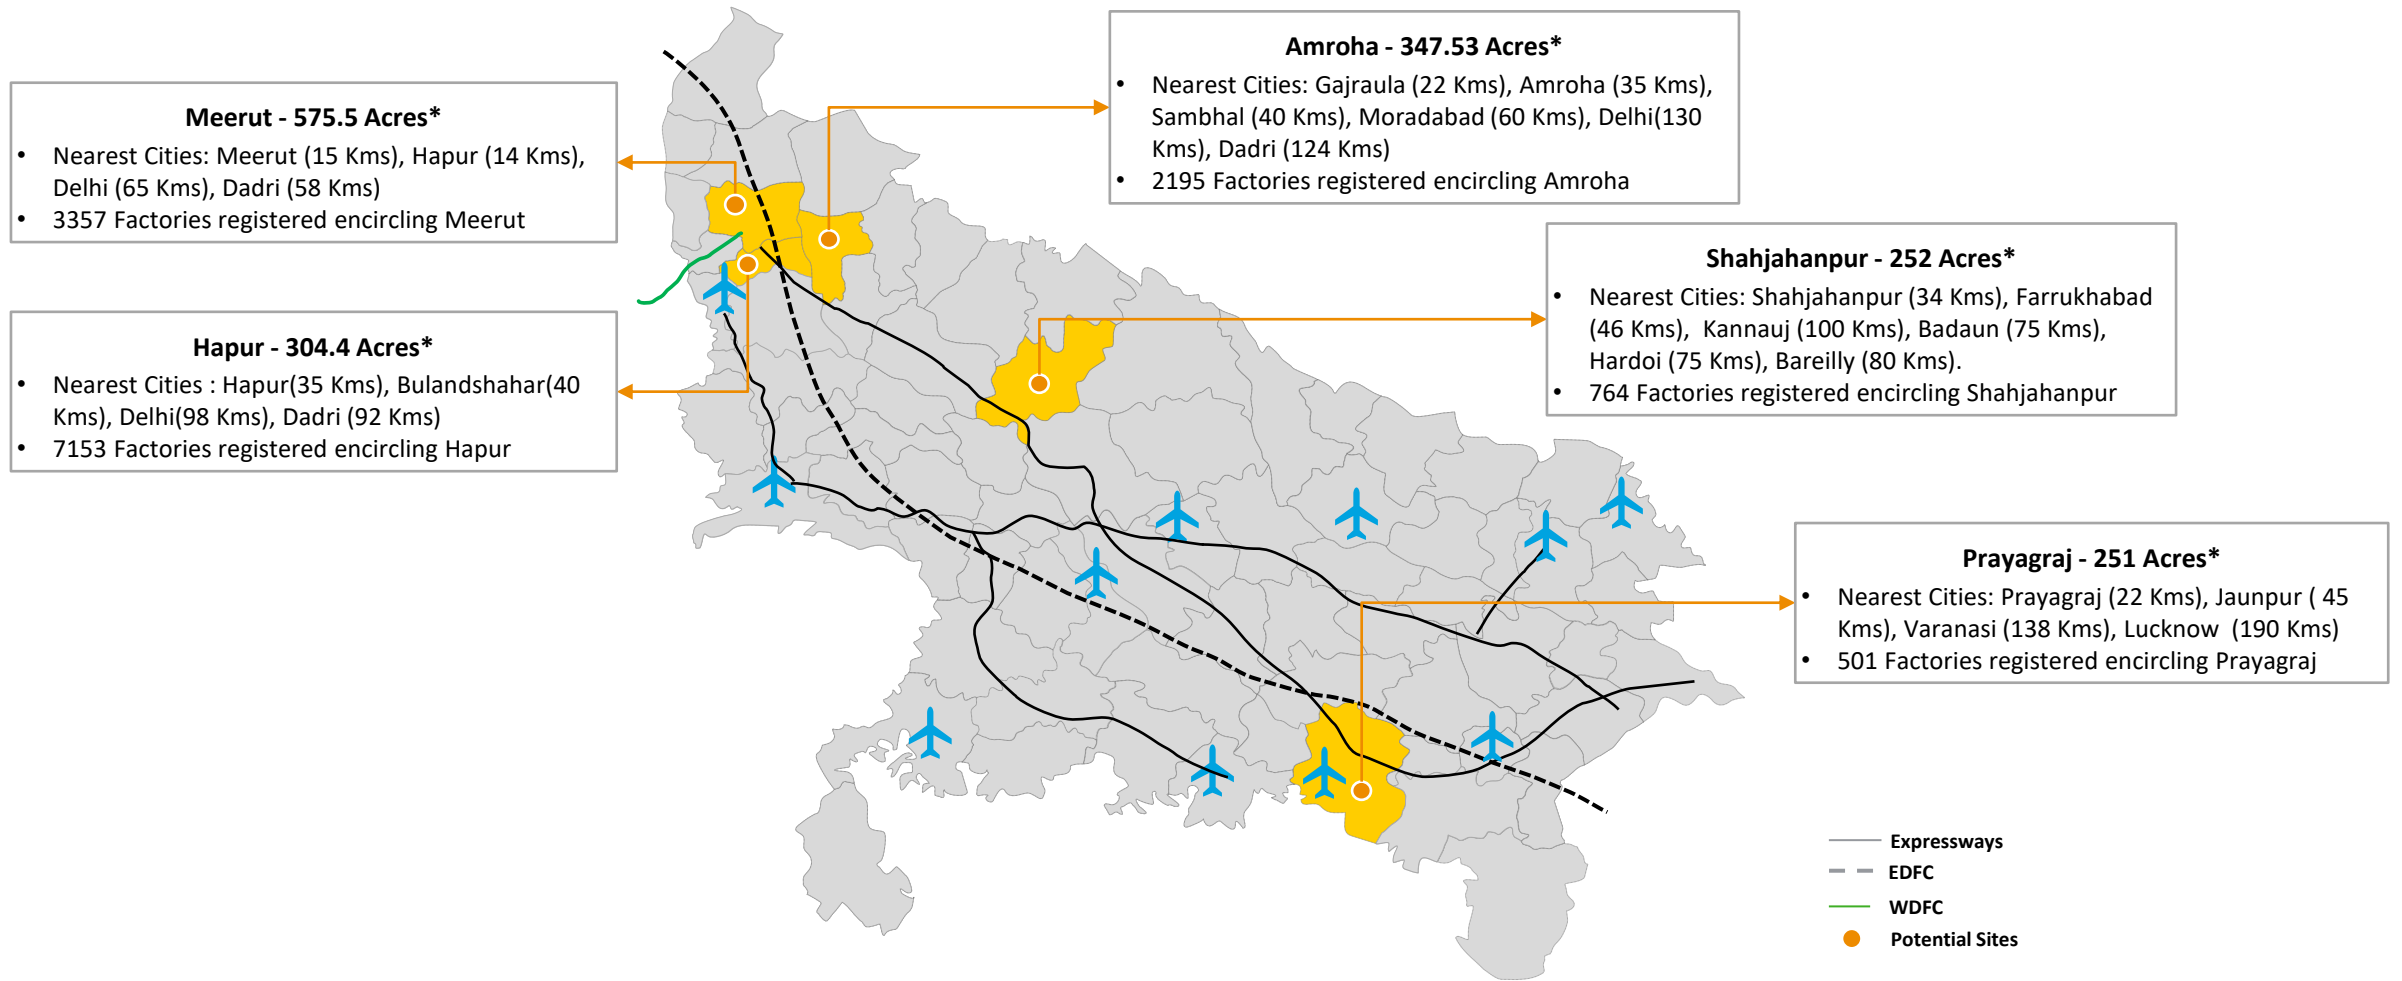 Meerut - 575.5 Acres*
• Nearest Cities: Meerut (15 Kms), Hapur (14 Kms),
Delhi (65 Kms), Dadri (58 Kms)
• 3357 Factories registered encircling Meerut
Hapur - 304.4 Acres*
• Nearest Cities : Hapur(35 Kms), Bulandshahar(40
Kms), Delhi(98 Kms), Dadri (92 Kms)
• 7153 Factories registered encircling Hapur
Amroha - 347.53 Acres*
• Nearest Cities: Gajraula (22 Kms), Amroha (35 Kms),
Sambhal (40 Kms), Moradabad (60 Kms), Delhi(130
Kms), Dadri (124 Kms)
• 2195 Factories registered encircling Amroha
Shahjahanpur - 252 Acres*
• Nearest Cities: Shahjahanpur (34 Kms), Farrukhabad
(46 Kms),  Kannauj (100 Kms), Badaun (75 Kms),
Hardoi (75 Kms), Bareilly (80 Kms).
• 764 Factories registered encircling Shahjahanpur
Prayagraj - 251 Acres*
• Nearest Cities: Prayagraj (22 Kms), Jaunpur ( 45
Kms), Varanasi (138 Kms), Lucknow  (190 Kms)
• 501 Factories registered encircling Prayagraj
Expressways
EDFC
WDFC
Potential Sites